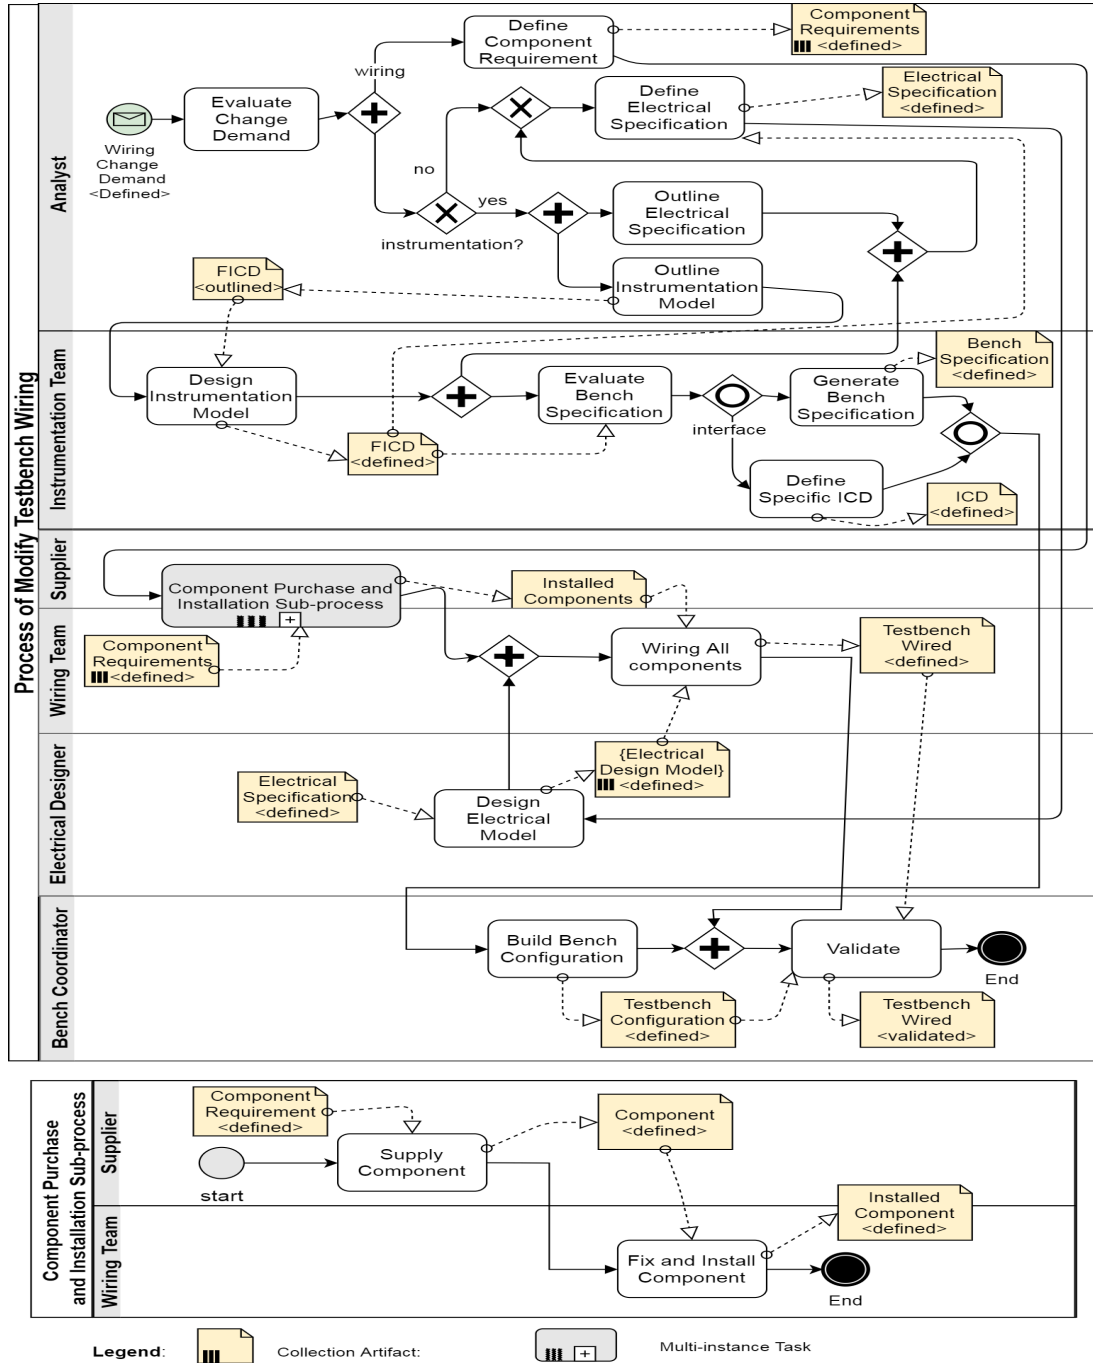 Process of Modify Testbench Wiring
Analyst
Wiring
Change
Demand
<Defined>
Evaluate
Change
Demand
wiring
Define
Component
Requirement
Component
Requirements
<defined>
no
Define
Electrical
Specification
Electrical
Specification
<defined>
instrumentation?
yes
Outline
Electrical
Specification
Outline
Instrumentation
Model
FICD
<outlined>
Instrumentation Team
Design
Instrumentation
Model
FICD
<defined>
Evaluate
Bench
Specification
interface
Generate
Bench
Specification
Bench
Specification
<defined>
Define
Specific ICD
ICD
<defined>
Supplier
Component Purchase and
Installation Sub-process
Installed
Components
Wiring Team
Component
Requirements
<defined>
Wiring All
components
Testbench
Wired
<defined>
Electrical Designer
Electrical
Specification
<defined>
Design
Electrical
Model
{Electrical
Design Model}
<defined>
Bench Coordinator
Build Bench
Configuration
Testbench
Configuration
<defined>
Validate
Testbench
Wired
<validated>
End
Component Purchase
and Installation Sub-process
Supplier
Component
Requirement
<defined>
start
Supply
Component
Component
<defined>
Wiring Team
Fix and Install
Component
Installed
Component
<defined>
End
Legend:
Collection Artifact:
Multi-instance Task